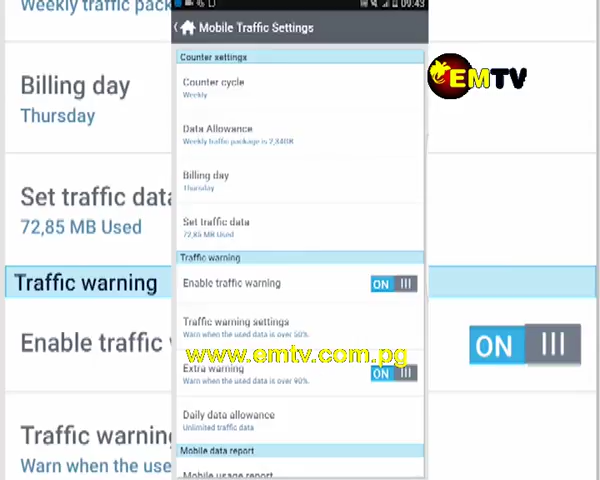 Weekly traffic pack
Billing day
Thursday
Set traffic data
72,85 MB Used
Traffic warning
Enable traffic
Traffic warning
Warn when the used
09:43
Mobile Traffic Settings
Counter settings
Counter cycle
Weekly
Data Allowance
Weekly traffic package is 2,34GB
Billing day
Thursday
Set traffic data
72,85 MB Used
Traffic warning
Enable traffic warning
ON
Traffic warning settings
Warn when the used data is over 50%.
www.emtv.com.pg
Extra warning
ON
Warn when the used data is over 90%.
Daily data allowance
Unlimited traffic data
Mobile data report
Mobile usage report
EMTV
ON